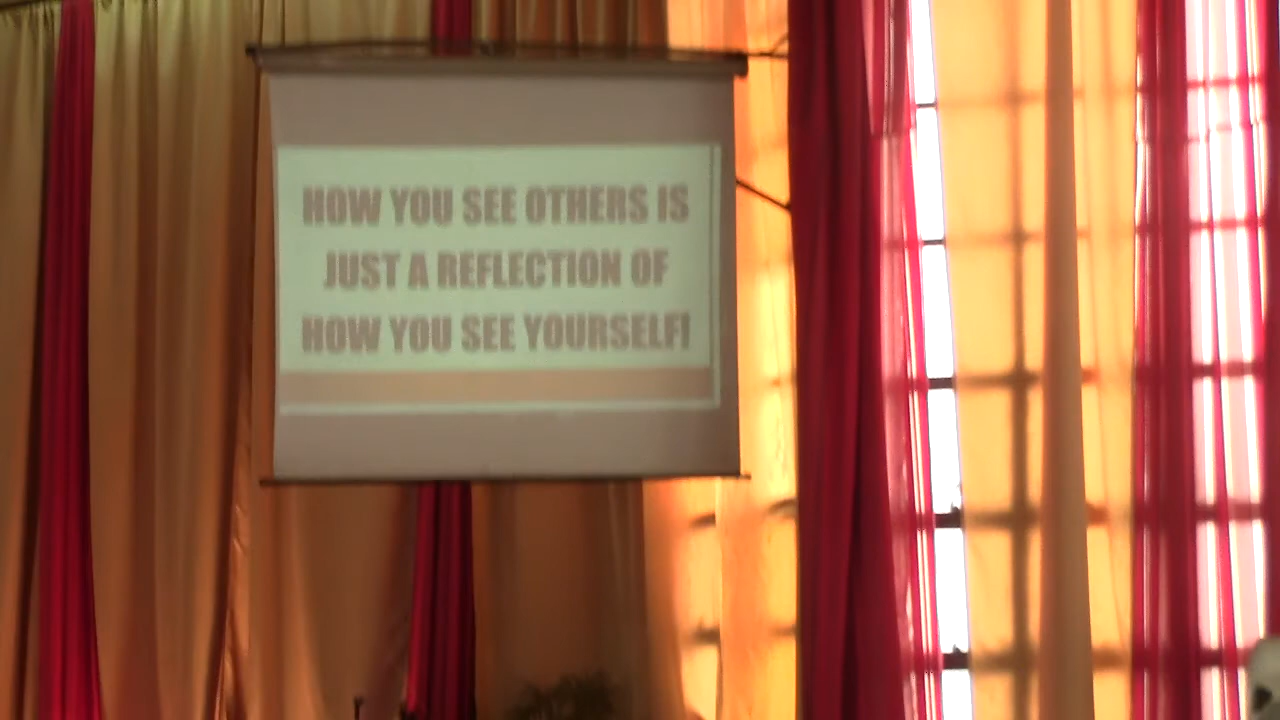 HOW YOU SEE OTHERS IS
JUST A REFLECTION OF
HOW YOU SEE YOURSELF!